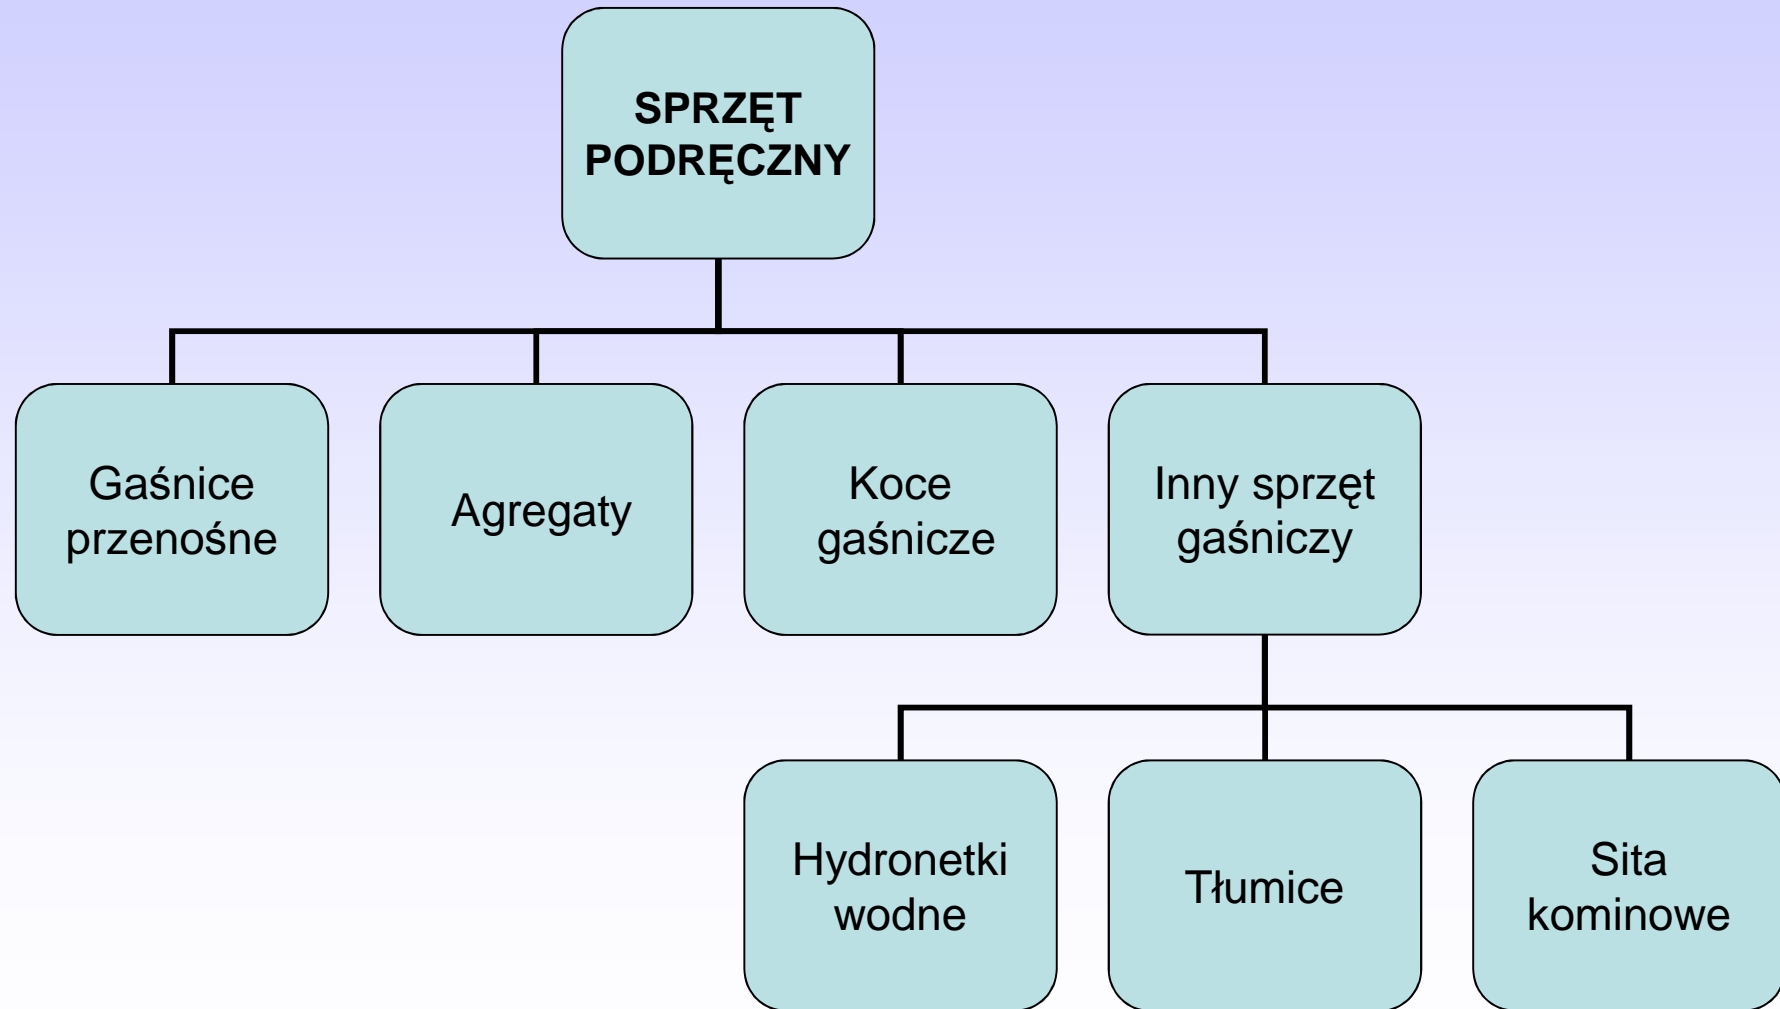 SPRZĘT
PODRĘCZNY
Gaśnice
przenośne
Agregaty
Koce
gaśnicze
Inny sprzęt
gaśniczy
Hydronetki
wodne
Tłumice
Sita
kominowe